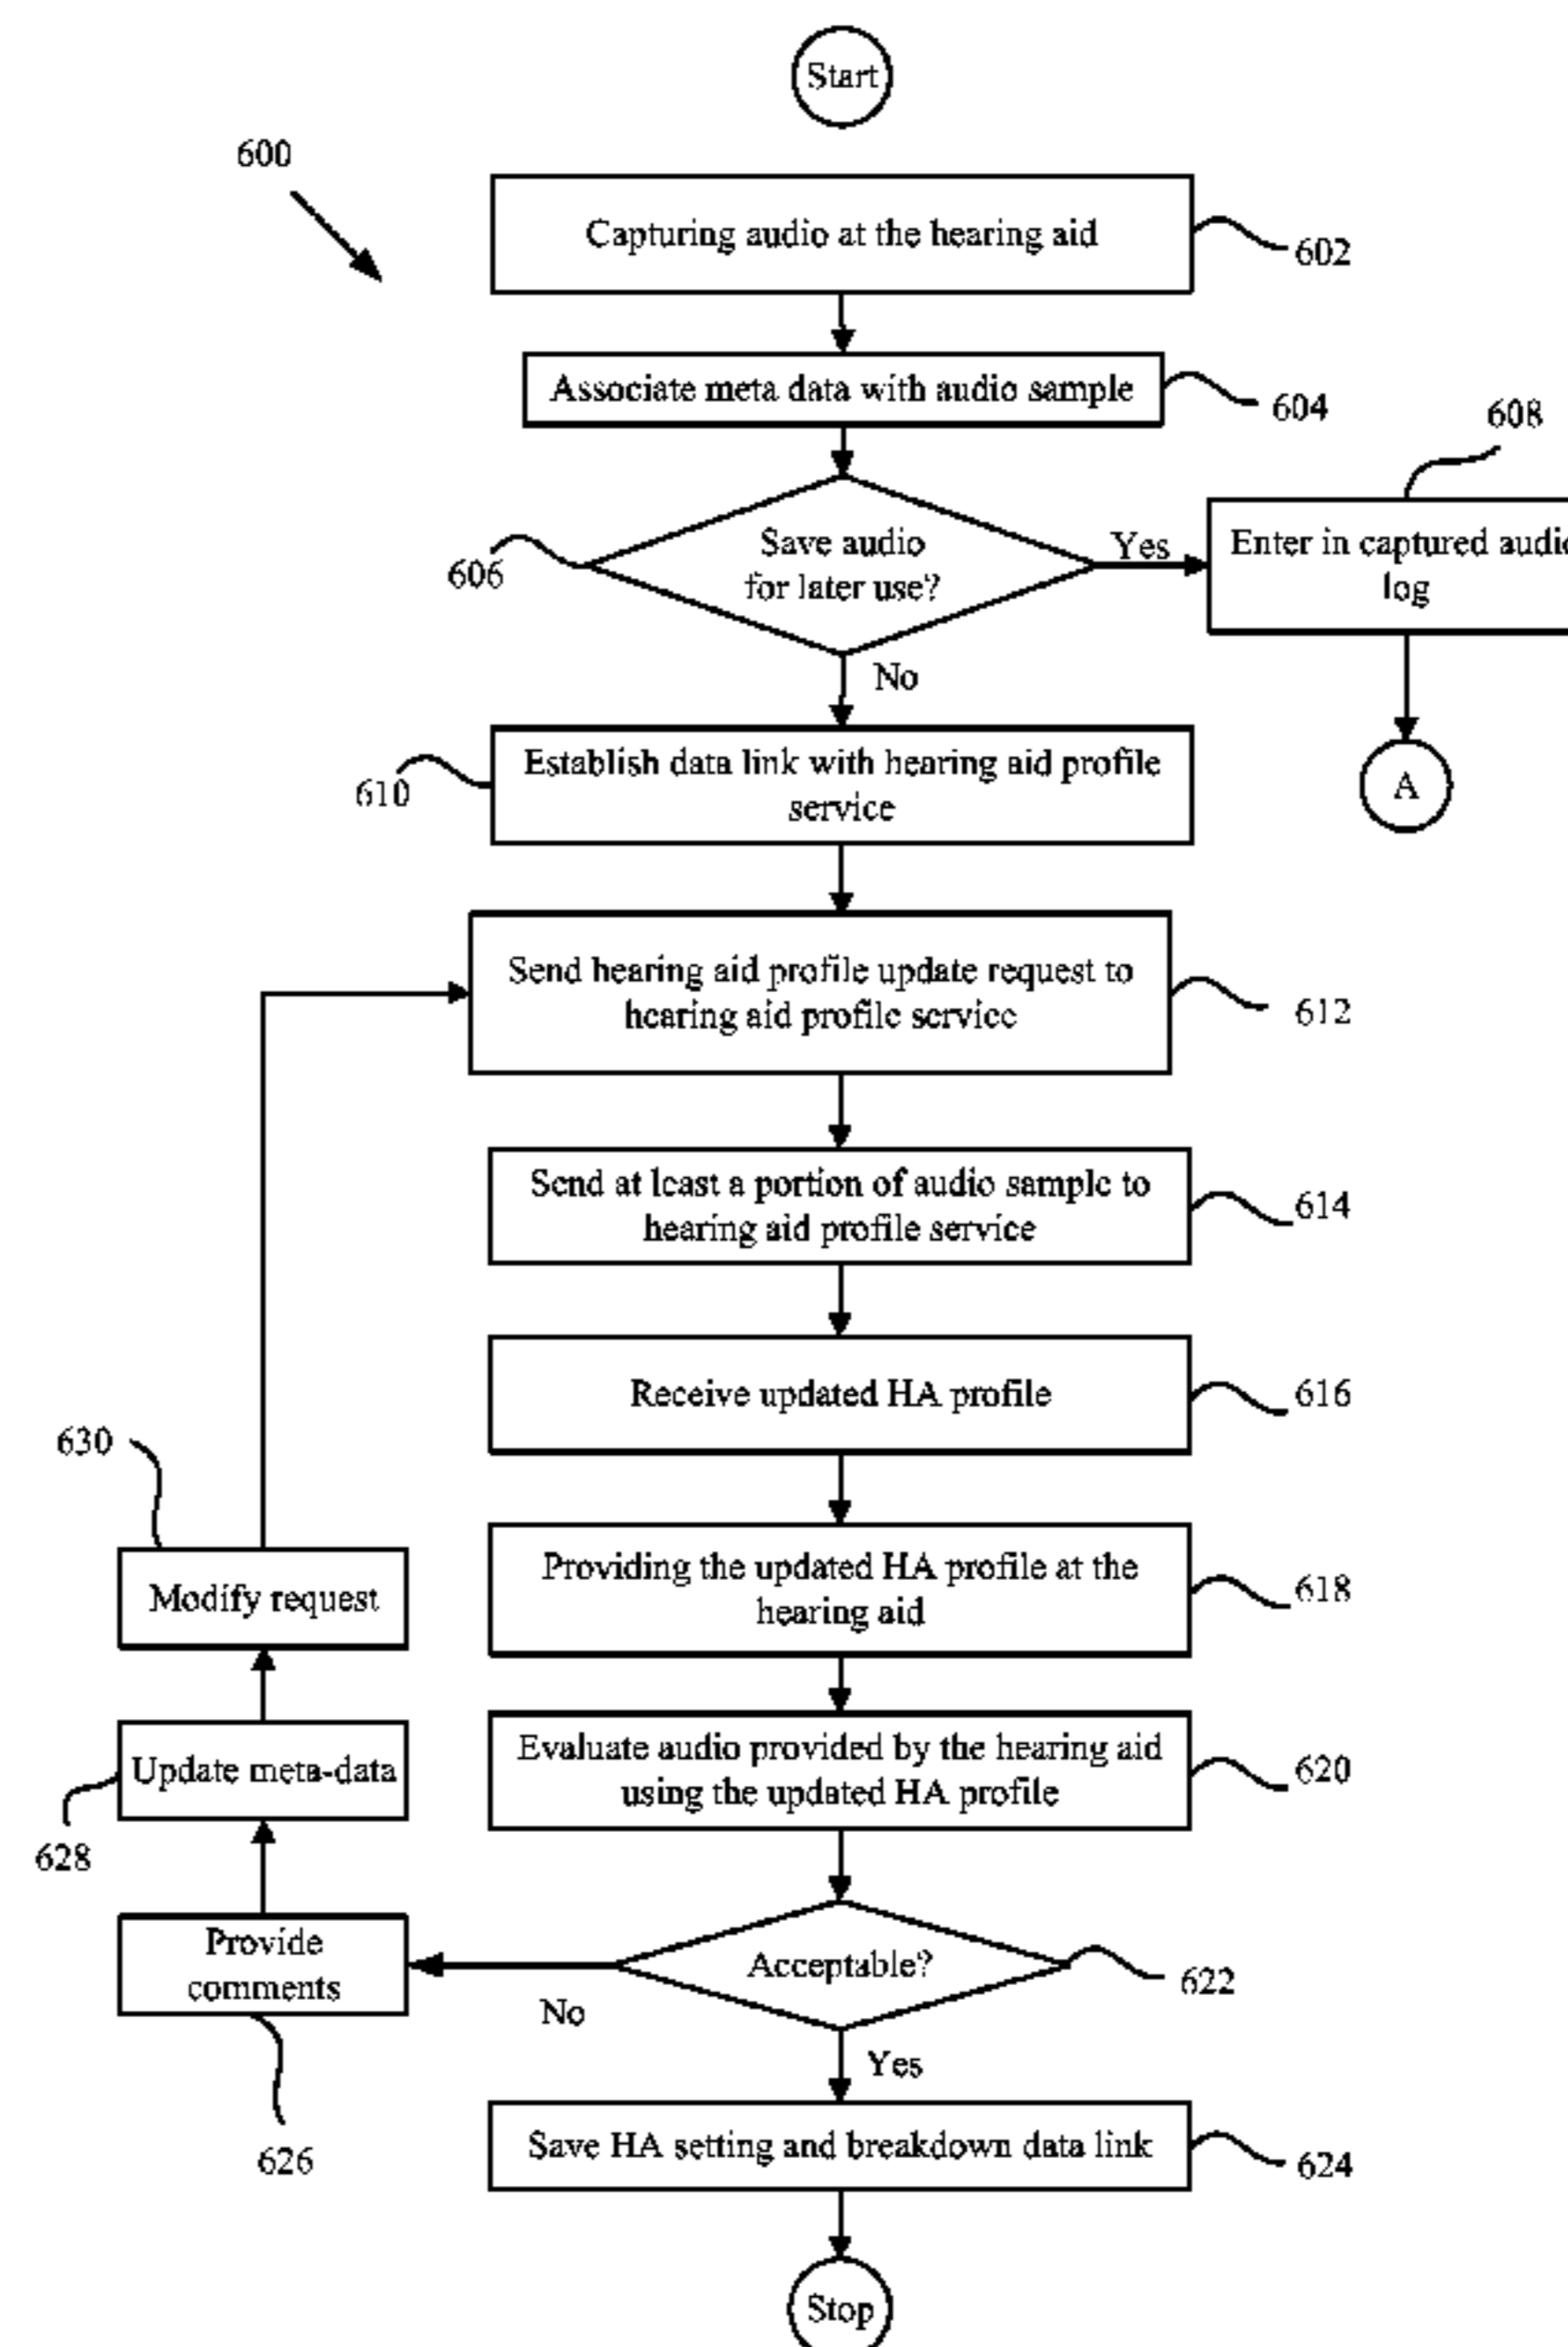 Start
600
Capturing audio at the hearing aid
602
Associate meta data with audio sample
604
608
Save audio
for later use?
606
Yes
Enter in captured audio
log
No
A
Establish data link with hearing aid profile
service
610
Send hearing aid profile update request to
hearing aid profile service
612
Send at least a portion of audio sample to
hearing aid profile service
614
Receive updated HA profile
616
630
Providing the updated HA profile at the
hearing aid
618
Modify request
Evaluate audio provided by the hearing aid
using the updated HA profile
620
Update meta-data
628
Provide
comments
Acceptable?
622
No
Yes
626
Save HA setting and breakdown data link
624
Stop